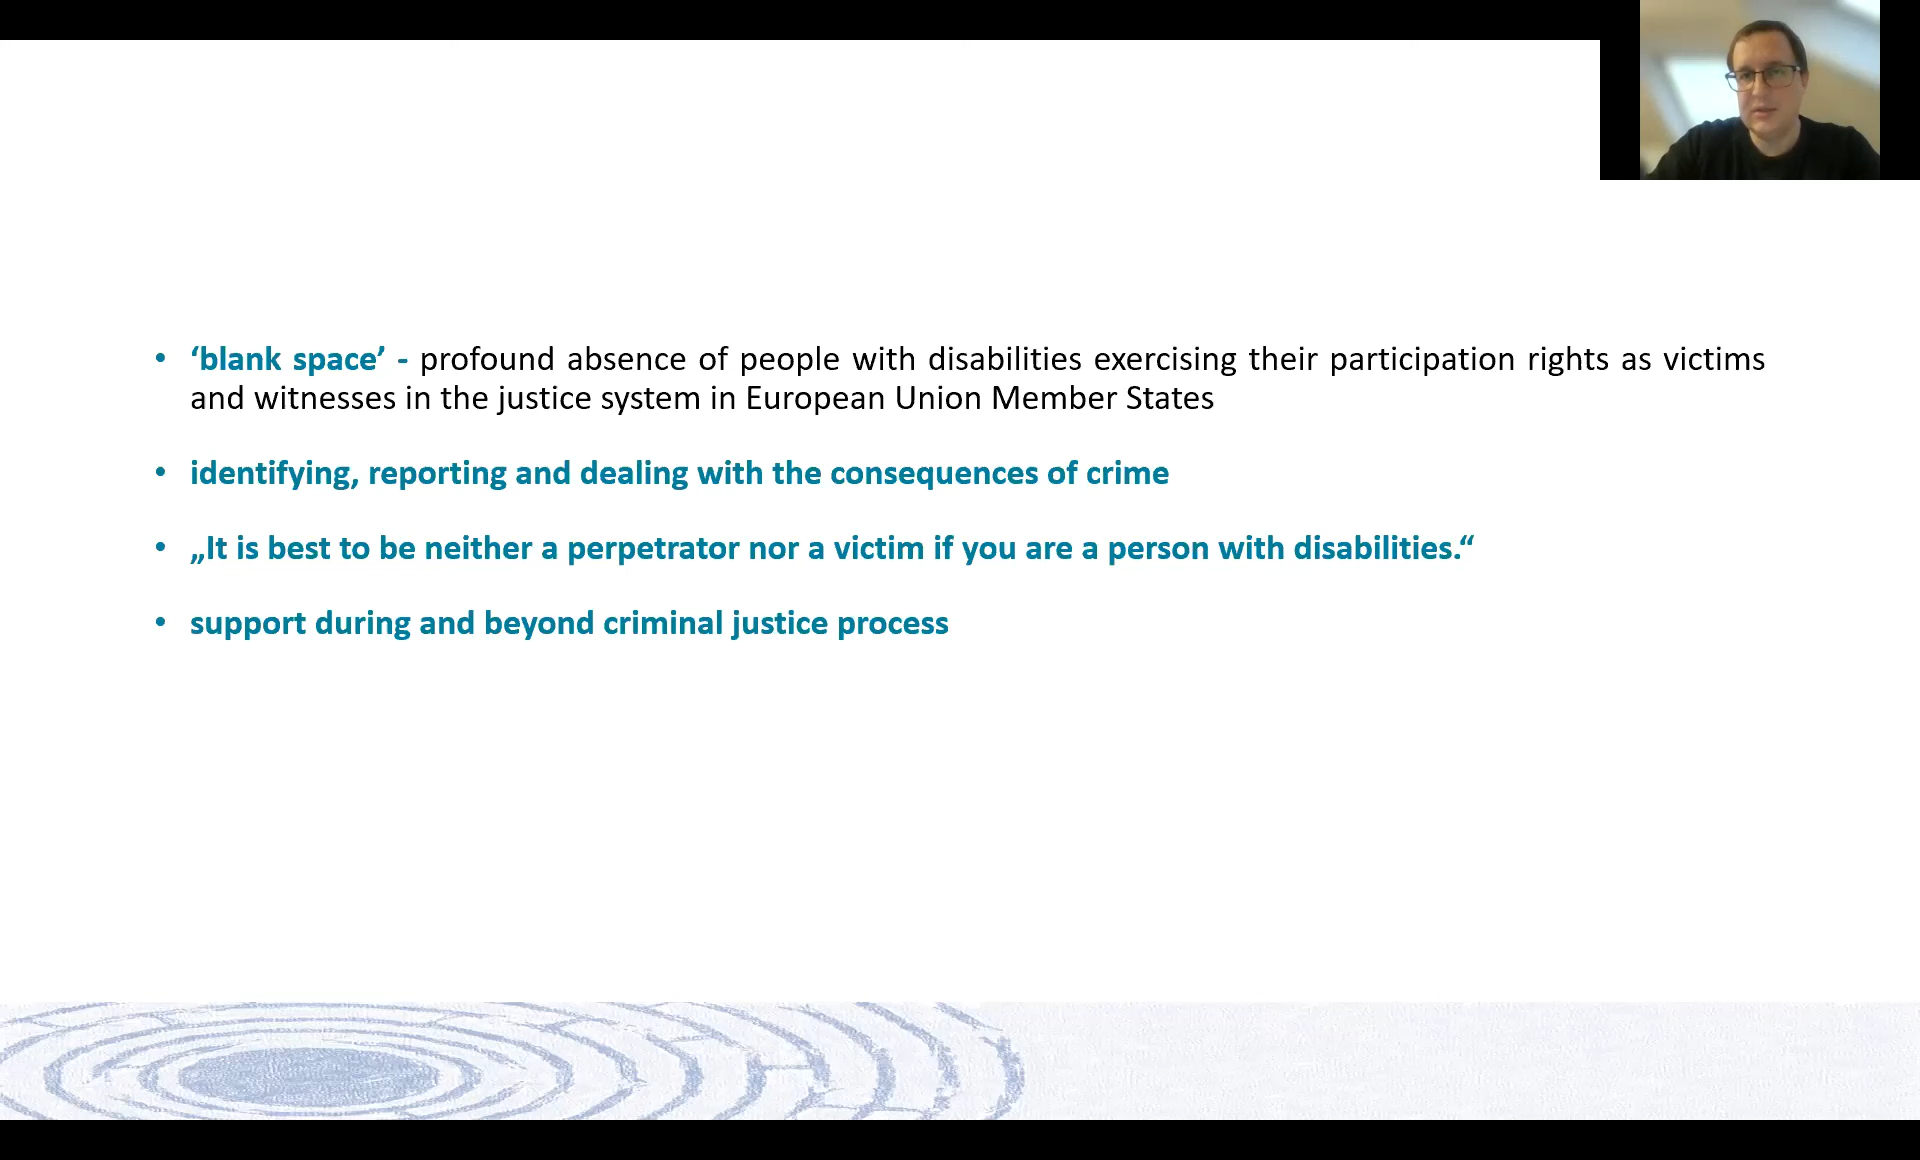 • ‘blank space’ - profound absence of people with disabilities exercising their participation rights as victims
and witnesses in the justice system in European Union Member States
• identifying, reporting and dealing with the consequences of crime
• „It is best to be neither a perpetrator nor a victim if you are a person with disabilities.“
• support during and beyond criminal justice process